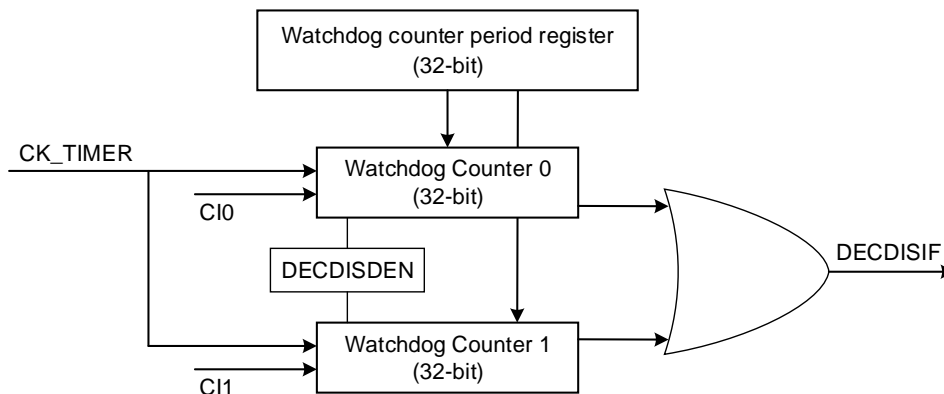 Watchdog counter period register
(32-bit)
CK_TIMER
Watchdog Counter 0
(32-bit)
CI0
DECDISDEN
DECDISIF
Watchdog Counter 1
(32-bit)
CI1